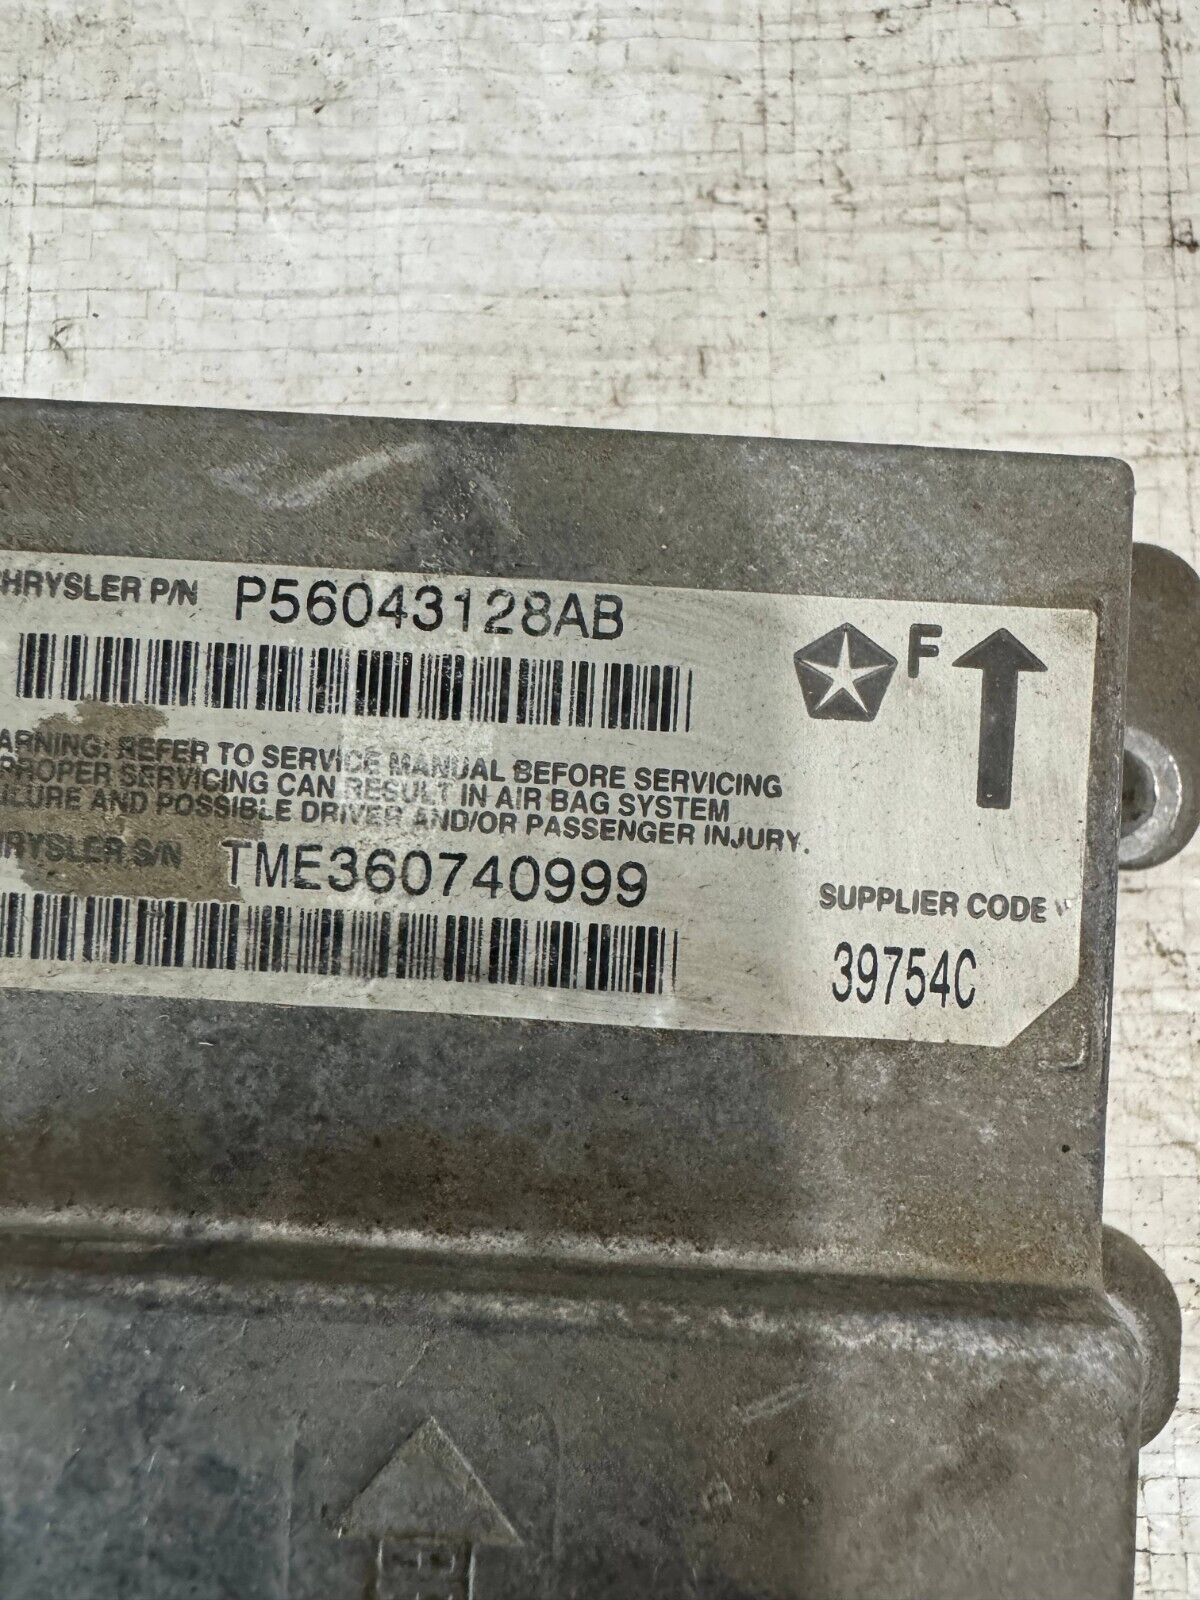 HRYSLER P/N P56043128AB
F
ARNING: REFER TO SERVICE MANUAL BEFORE SERVICING
PROPER SERVICING CAN RESULT IN AIR BAG SYSTEM
ILURE AND POSSIBLE DRIVER AND/OR PASSENGER INJURY.
HRYSLER S/N TME360740999
SUPPLIER CODE
39754C